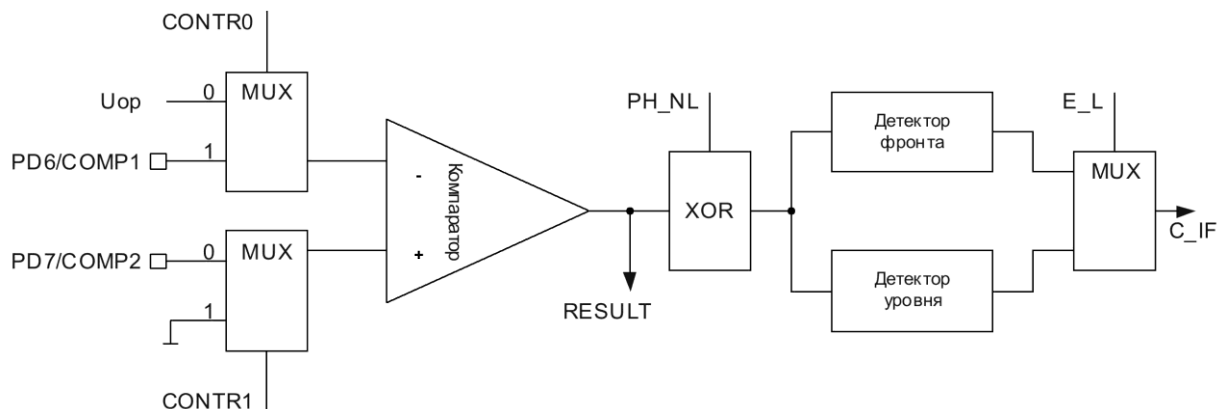 CONTR0
Uop
0
MUX
PD6/COMP1
1
-
+
Компаратор
PD7/COMP2
0
MUX
1
CONTR1
RESULT
PH_NL
XOR
Детектор
фронта
Детектор
уровня
E_L
MUX
C_IF